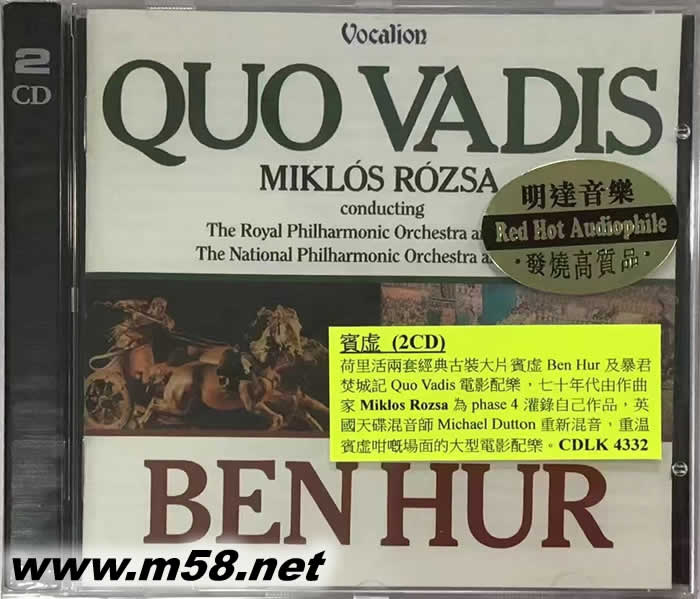 Vocalion
2
CD
QUO VADIS
MIKLÓS RÓZSA
conducting
The Royal Philharmonic Orchestra
The National Philharmonic Orchestra
明達音樂
Red Hot Audiophile
·發燒高質品·
賓虛 (2CD)
荷里活兩套經典古裝大片賓虛 Ben Hur 及暴君
焚城記 Quo Vadis 電影配樂，七十年代由作曲
家 Miklos Rozsa 為 phase 4 灌錄自己作品，英
國天碟混音師 Michael Dutton 重新混音，重溫
賓虛咁嘅場面的大型電影配樂。CDLK 4332
BEN HUR
www.m58.net